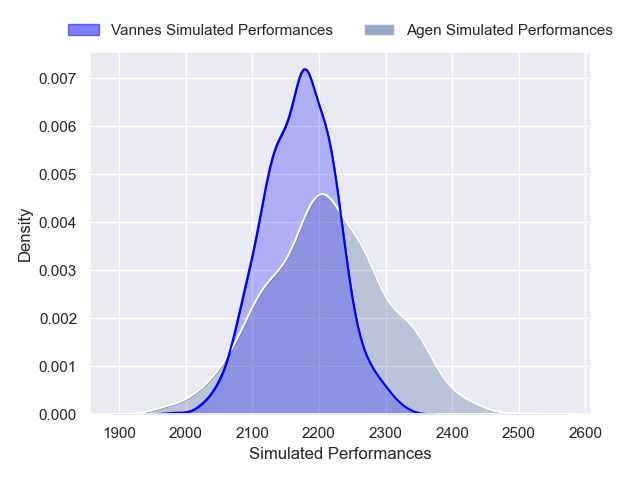 Vannes Simulated Performances Agen Simulated Performances
0.007
0.006
0.005
0.004
0.003
0.002
0.001
0.000
Density
1900 2000 2100 2200 2300 2400 2500 2600
Simulated Performances